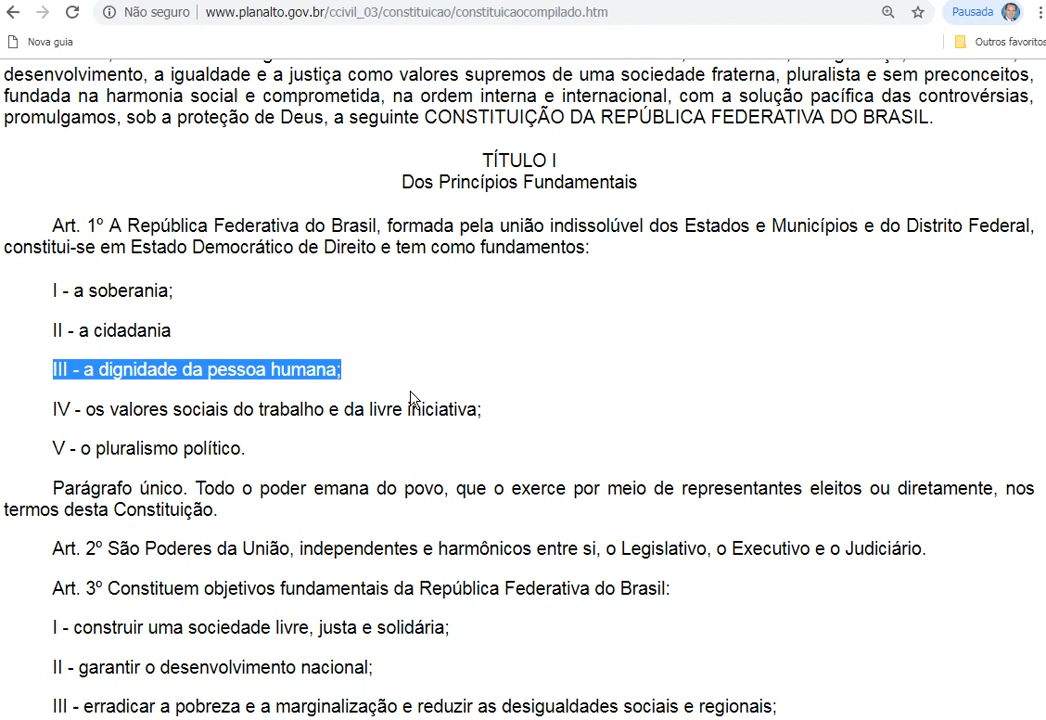 Não seguro | www.planalto.gov.br/ccivil_03/constituicao/constituicaocompilado.htm Pausada
Nova guia Outros favoritos
desenvolvimento, a igualdade e a justiça como valores supremos de uma sociedade fraterna, pluralista e sem preconceitos,
fundada na harmonia social e comprometida, na ordem interna e internacional, com a solução pacífica das controvérsias,
promulgamos, sob a proteção de Deus, a seguinte CONSTITUIÇÃO DA REPÚBLICA FEDERATIVA DO BRASIL.
TÍTULO I
Dos Princípios Fundamentais
Art. 1º A República Federativa do Brasil, formada pela união indissolúvel dos Estados e Municípios e do Distrito Federal,
constitui-se em Estado Democrático de Direito e tem como fundamentos:
I - a soberania;
II - a cidadania
III - a dignidade da pessoa humana;
IV - os valores sociais do trabalho e da livre iniciativa;
V - o pluralismo político.
Parágrafo único. Todo o poder emana do povo, que o exerce por meio de representantes eleitos ou diretamente, nos
termos desta Constituição.
Art. 2º São Poderes da União, independentes e harmônicos entre si, o Legislativo, o Executivo e o Judiciário.
Art. 3º Constituem objetivos fundamentais da República Federativa do Brasil:
I - construir uma sociedade livre, justa e solidária;
II - garantir o desenvolvimento nacional;
III - erradicar a pobreza e a marginalização e reduzir as desigualdades sociais e regionais;